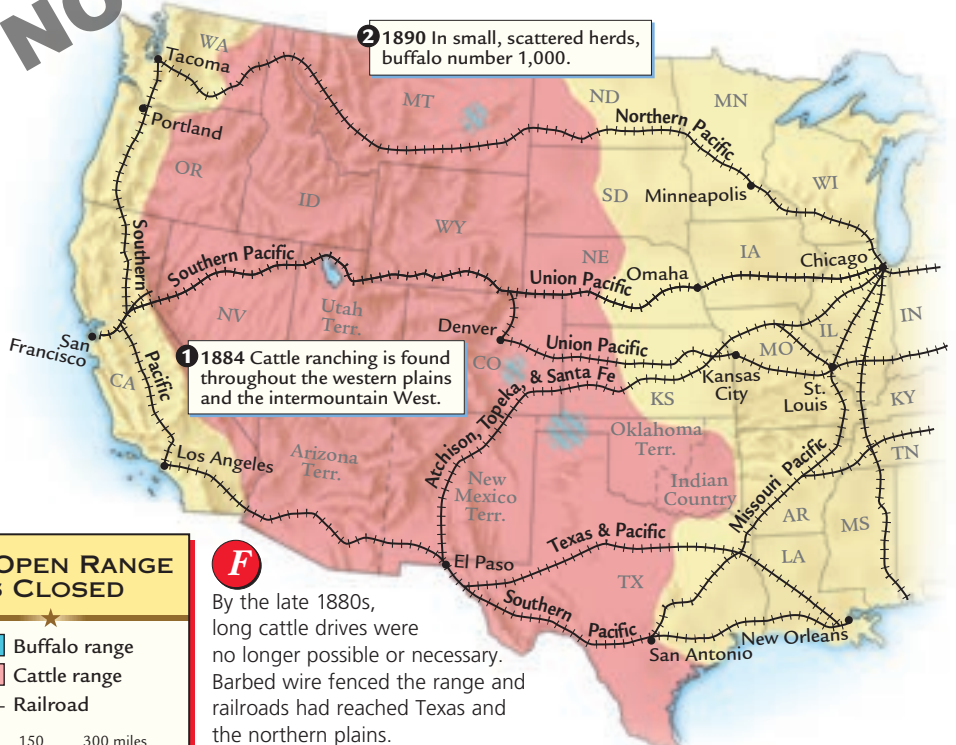 NO
2 1890 In small, scattered herds,
buffalo number 1,000.
WA
Tacoma
MT
ND
MN
Northern Pacific
Portland
OR
ID
SD
Minneapolis
WI
WY
Southern
Southern Pacific
NE
IA
Chicago
Union Pacific
Omaha
NV
Utah
Terr.
Denver
IL
IN
San
Francisco
1 1884 Cattle ranching is found
throughout the western plains
and the intermountain West.
CO
Union Pacific
MO
Pacific
CA
Atchison, Topeka, & Santa Fe
Kansas
City
St.
Louis
KS
KY
Los Angeles
Arizona
Terr.
Oklahoma
Terr.
TN
New
Mexico
Terr.
Indian
Country
Missouri Pacific
AR
MS
Texas & Pacific
LA
El Paso
TX
Southern
Pacific
San Antonio
New Orleans
OPEN RANGE
CLOSED
Buffalo range
Cattle range
Railroad
150 300 miles
F
By the late 1880s,
long cattle drives were
no longer possible or necessary.
Barbed wire fenced the range and
railroads had reached Texas and
the northern plains.